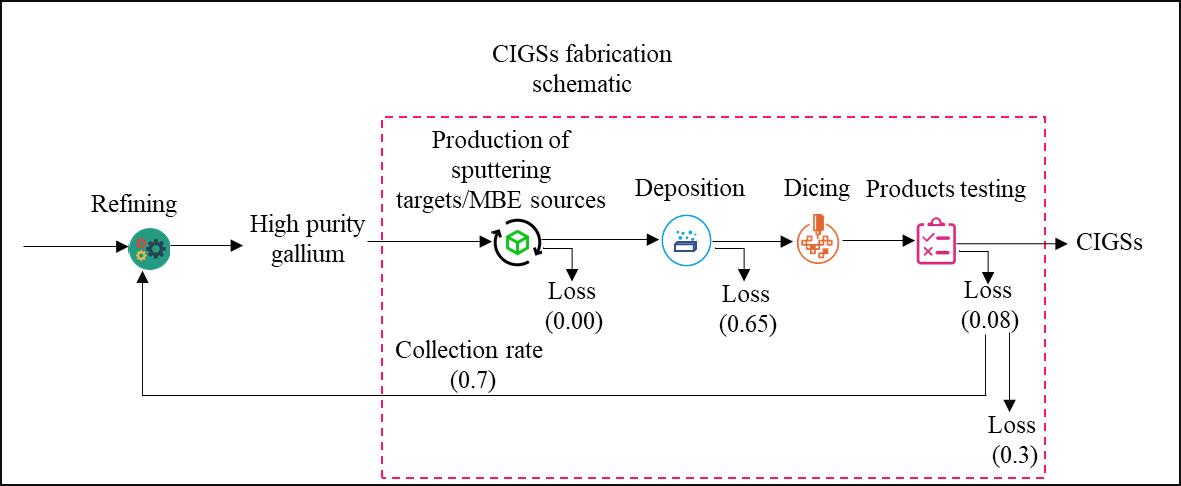 CIGSs fabrication
schematic
Production of
sputtering
targets/MBE sources
Deposition
Dicing
Products testing
Refining
High purity
gallium
CIGSs
Loss
(0.00)
Loss
(0.65)
Loss
(0.08)
Collection rate
(0.7)
Loss
(0.3)